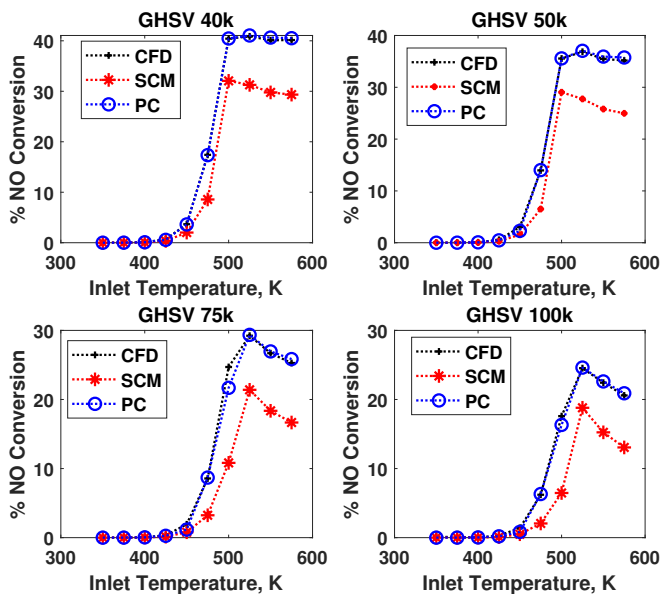 GHSV 40k
% NO Conversion
40
30
20
10
0
CFD
SCM
PC
300 400 500 600
Inlet Temperature, K
GHSV 50k
% NO Conversion
40
30
20
10
0
CFD
SCM
PC
300 400 500 600
Inlet Temperature, K
GHSV 75k
% NO Conversion
30
20
10
0
CFD
SCM
PC
300 400 500 600
Inlet Temperature, K
GHSV 100k
% NO Conversion
30
20
10
0
CFD
SCM
PC
300 400 500 600
Inlet Temperature, K